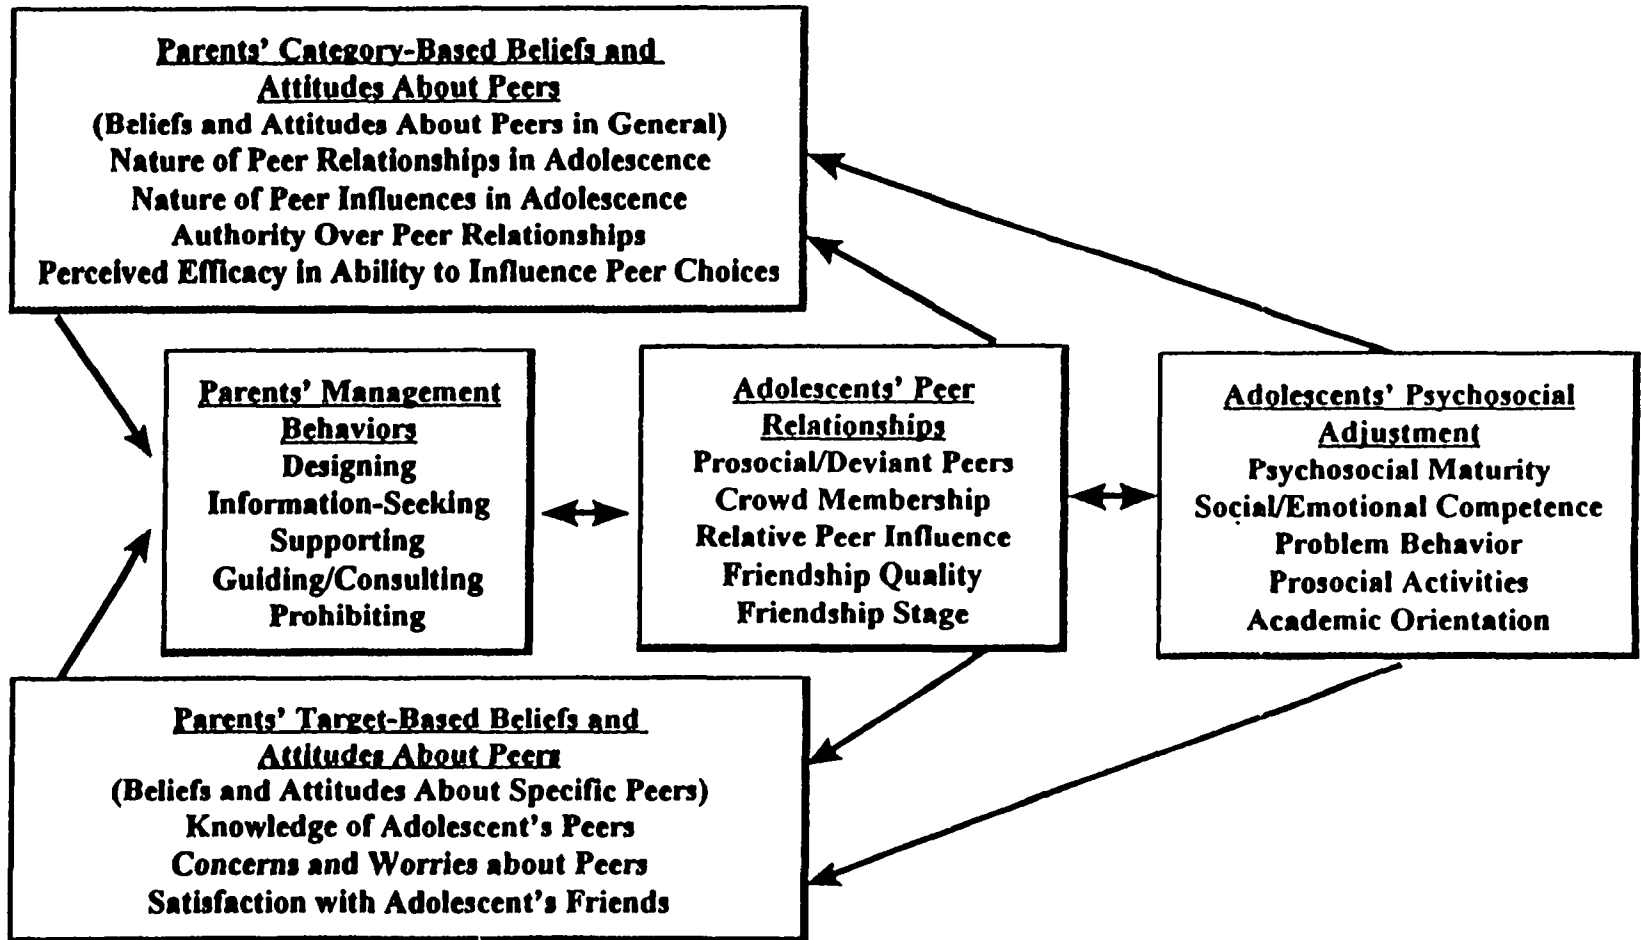 Parents' Category-Based Beliefs and
Attitudes About Peers
(Beliefs and Attitudes About Peers in General)
Nature of Peer Relationships in Adolescence
Nature of Peer Influences in Adolescence
Authority Over Peer Relationships
Perceived Efficacy in Ability to Influence Peer Choices
Parents' Management
Behaviors
Designing
Information-Seeking
Supporting
Guiding/Consulting
Prohibiting
Adolescents' Peer
Relationships
Prosocial/Deviant Peers
Crowd Membership
Relative Peer Influence
Friendship Quality
Friendship Stage
Adolescents' Psychosocial
Adjustment
Psychosocial Maturity
Social/Emotional Competence
Problem Behavior
Prosocial Activities
Academic Orientation
Parents' Target-Based Beliefs and
Attitudes About Peers
(Beliefs and Attitudes About Specific Peers)
Knowledge of Adolescent's Peers
Concerns and Worries about Peers
Satisfaction with Adolescent's Friends